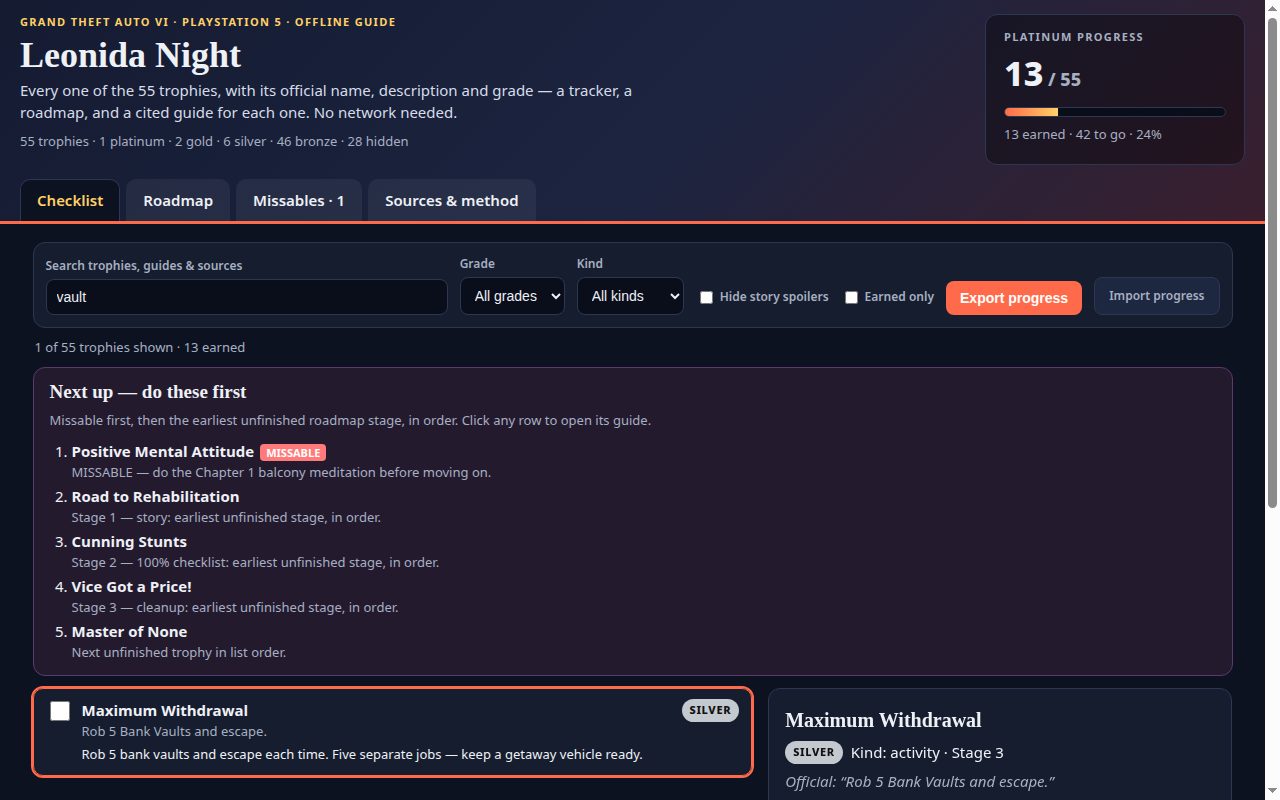 GRAND THEFT AUTO VI · PLAYSTATION 5 · OFFLINE GUIDE
Leonida Night
Every one of the 55 trophies, with its official name, description and grade — a tracker, a
roadmap, and a cited guide for each one. No network needed.
55 trophies · 1 platinum · 2 gold · 6 silver · 46 bronze · 28 hidden
PLATINUM PROGRESS
13 / 55
13 earned · 42 to go · 24%
Checklist
Roadmap
Missables · 1
Sources & method
Search trophies, guides & sources
vault
Grade
All grades
Kind
All kinds
Hide story spoilers
Earned only
Export progress
Import progress
1 of 55 trophies shown · 13 earned
Next up — do these first
Missable first, then the earliest unfinished roadmap stage, in order. Click any row to open its guide.
1. Positive Mental Attitude MISSABLE
MISSABLE — do the Chapter 1 balcony meditation before moving on.
2. Road to Rehabilitation
Stage 1 — story: earliest unfinished stage, in order.
3. Cunning Stunts
Stage 2 — 100% checklist: earliest unfinished stage, in order.
4. Vice Got a Price!
Stage 3 — cleanup: earliest unfinished stage, in order.
5. Master of None
Next unfinished trophy in list order.
Maximum Withdrawal
SILVER
Rob 5 Bank Vaults and escape.
Rob 5 bank vaults and escape each time. Five separate jobs — keep a getaway vehicle ready.
Maximum Withdrawal
SILVER Kind: activity · Stage 3
Official: “Rob 5 Bank Vaults and escape.”